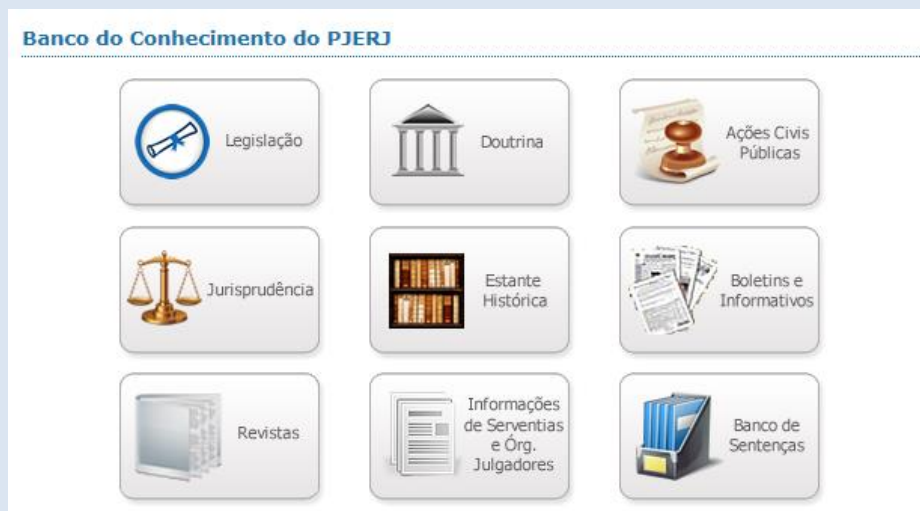 Banco do Conhecimento do PJERJ
Legislação
Doutrina
Ações Civis
Públicas
Jurisprudência
Estante
Histórica
Boletins e
Informativos
Revistas
Informações
de Serventias
e Órg.
Julgadores
Banco de
Sentenças